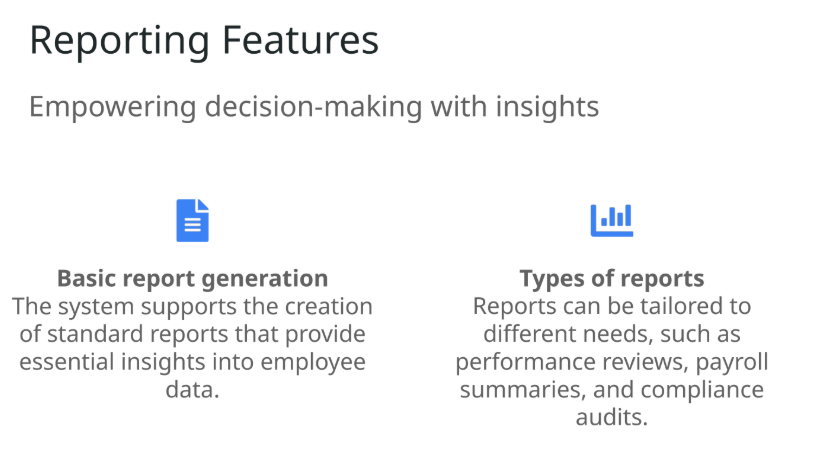 Reporting Features
Empowering decision-making with insights
Basic report generation
The system supports the creation
of standard reports that provide
essential insights into employee
data.
Types of reports
Reports can be tailored to
different needs, such as
performance reviews, payroll
summaries, and compliance
audits.